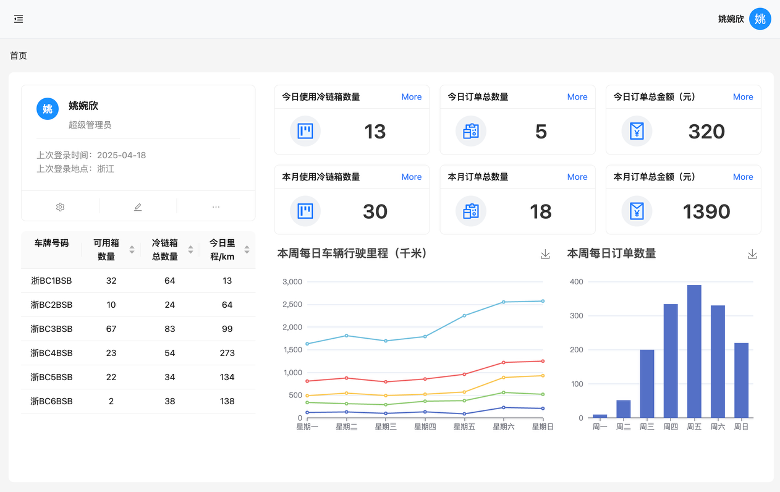 姚婉欣 姚
首页
姚 姚婉欣
超级管理员
上次登录时间：2025-04-18
上次登录地点：浙江
今日使用冷链箱数量 More
13
今日订单总数量 More
5
今日订单总金额（元） More
320
本月使用冷链箱数量 More
30
本月订单总数量 More
18
本月订单总金额（元） More
1390
车牌号码 可用箱数量 冷链箱总数量 今日里程/km
浙BC1BSB 32 64 13
浙BC2BSB 10 24 64
浙BC3BSB 67 83 99
浙BC4BSB 23 54 273
浙BC5BSB 22 34 134
浙BC6BSB 2 38 138
本周每日车辆行驶里程（千米）
3,000
2,500
2,000
1,500
1,000
500
0
星期一 星期二 星期三 星期四 星期五 星期六 星期日
本周每日订单数量
400
300
200
100
0
周一 周二 周三 周四 周五 周六 周日